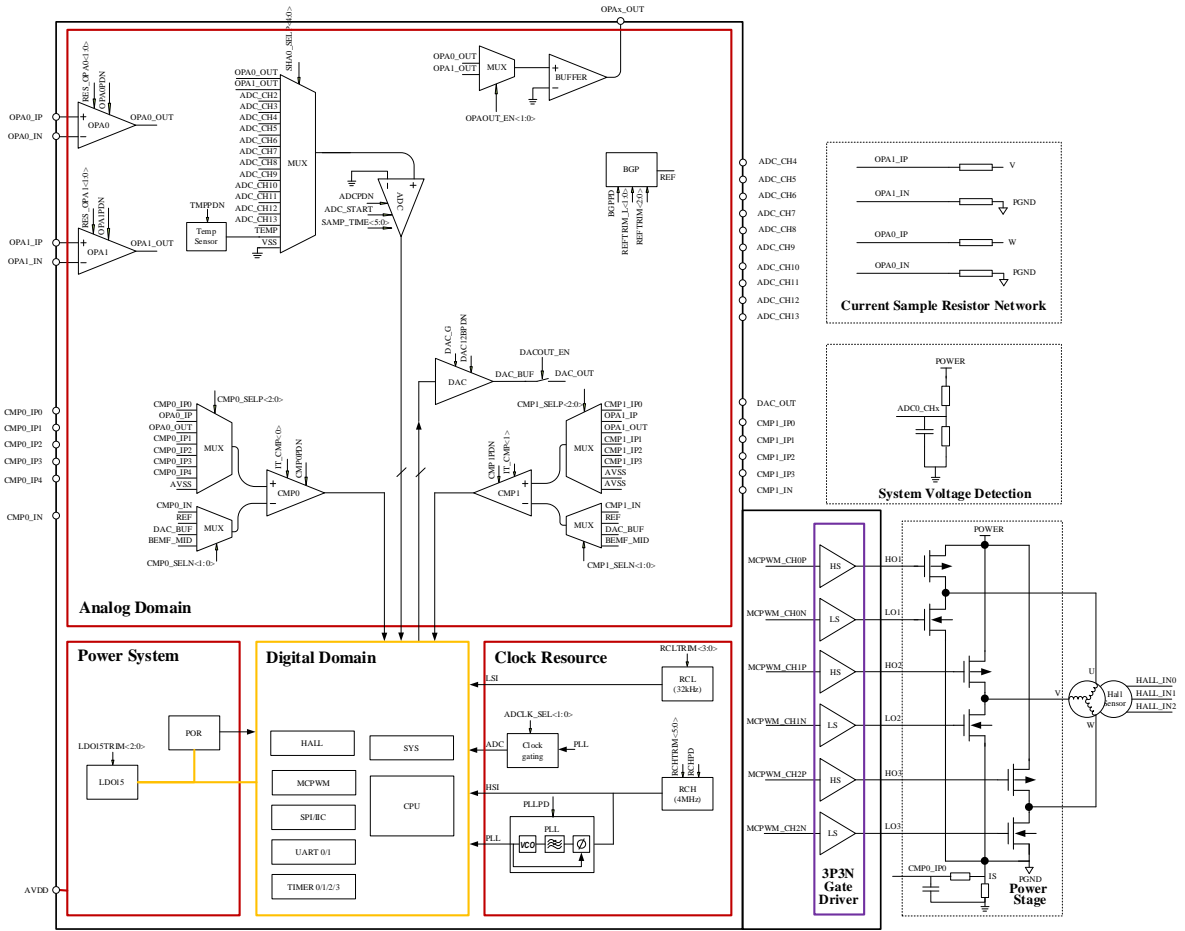 OPAx_OUT
SHA0_SELP<4:0>
RES_OPA0<1:0>
OPA0PDN
OPA0_IP
OPA0_IN
OPA0
OPA0_OUT
RES_OPA1<1:0>
OPA1PDN
OPA1_IP
OPA1_IN
OPA1
OPA1_OUT
OPA0_OUT
OPA1_OUT
ADC_CH2
ADC_CH3
ADC_CH4
ADC_CH5
ADC_CH6
ADC_CH7
ADC_CH8
ADC_CH9
ADC_CH10
ADC_CH11
ADC_CH12
ADC_CH13
TEMP
VSS
MUX
TMPPDN
Temp
Sensor
ADCPDN
ADC_START
SAMP_TIME<5:0>
ADC
OPA0_OUT
OPA1_OUT
MUX
BUFFER
OPAOUT_EN<1:0>
BGP
REF
BGPPD
REFTRIM_L<1:0>
REFTRIM<2:0>
ADC_CH4
ADC_CH5
ADC_CH6
ADC_CH7
ADC_CH8
ADC_CH9
ADC_CH10
ADC_CH11
ADC_CH12
ADC_CH13
OPA1_IP
V
OPA1_IN
PGND
OPA0_IP
W
OPA0_IN
PGND
Current Sample Resistor Network
DAC_G
DAC12BPDN
DACOUT_EN
DAC
DAC_BUF
DAC_OUT
POWER
ADC0_CHx
System Voltage Detection
CMP0_IP0
CMP0_IP1
CMP0_IP2
CMP0_IP3
CMP0_IP4
CMP0_IN
CMP0_SELP<2:0>
CMP0_IP0
OPA0_IP
OPA0_OUT
CMP0_IP1
CMP0_IP2
CMP0_IP3
CMP0_IP4
AVSS
MUX
IT_CMP<0>
CMP0PDN
CMP0
CMP0_IN
REF
DAC_BUF
BEMF_MID
MUX
CMP0_SELN<1:0>
CMP1_SELP<2:0>
CMP1_IP0
OPA1_IP
OPA1_OUT
CMP1_IP1
CMP1_IP2
CMP1_IP3
AVSS
AVSS
MUX
CMP1PDN
IT_CMP<1>
CMP1
CMP1_IN
REF
DAC_BUF
BEMF_MID
MUX
CMP1_SELN<1:0>
DAC_OUT
CMP1_IP0
CMP1_IP1
CMP1_IP2
CMP1_IP3
CMP1_IN
Analog Domain
Power System
POR
LDO15TRIM<2:0>
LDO15
AVDD
Digital Domain
HALL
MCPWM
SPI/IIC
UART 0/1
TIMER 0/1/2/3
SYS
CPU
Clock Resource
RCLTRIM<3:0>
LSI
RCL
(32kHz)
ADCLK_SEL<1:0>
ADC
Clock
gating
PLL
RCHTRIM<5:0>
RCHPD
HSI
RCH
(4MHz)
PLLPD
PLL
PLL
VCO
MCPWM_CH0P
HS
HO1
MCPWM_CH0N
LS
LO1
MCPWM_CH1P
HS
HO2
MCPWM_CH1N
LS
LO2
MCPWM_CH2P
HS
HO3
MCPWM_CH2N
LS
LO3
3P3N
Gate
Driver
POWER
U
V
W
Hall
Sensor
HALL_IN0
HALL_IN1
HALL_IN2
CMP0_IP0
IS
PGND
Power
Stage